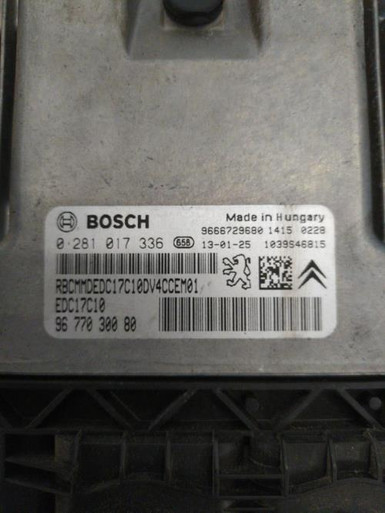 BOSCH
Made in Hungary
9666729680 1415 0228
0 281 017 336 658 13-01-25 1039S46815
RBCMMDEDC17C10DV4CCEM01
EDC17C10
96 770 300 80